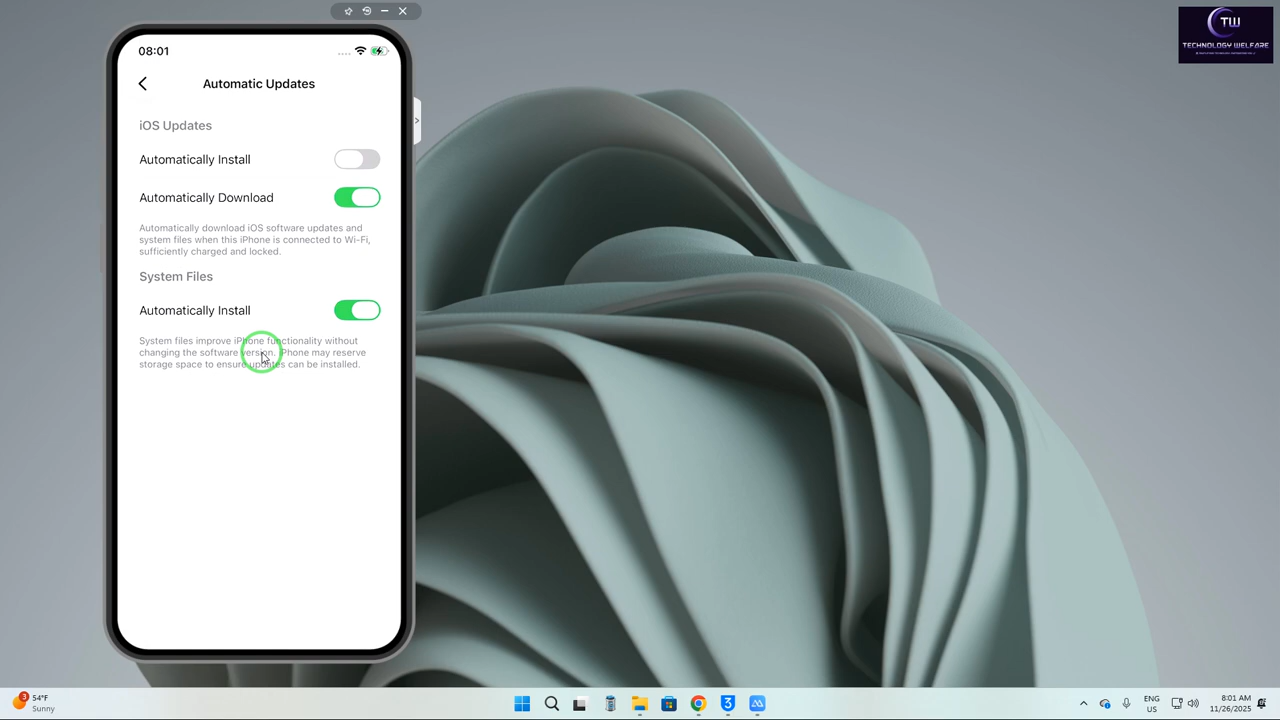 TW
TECHNOLOGY WELFARE
08:01
Automatic Updates
iOS Updates
Automatically Install
Automatically Download
Automatically download iOS software updates and
system files when this iPhone is connected to Wi-Fi,
sufficiently charged and locked.
System Files
Automatically Install
System files improve iPhone functionality without
changing the software version. iPhone may reserve
storage space to ensure updates can be installed.
3
54°F
Sunny
3
ENG
US
8:01 AM
11/26/2025